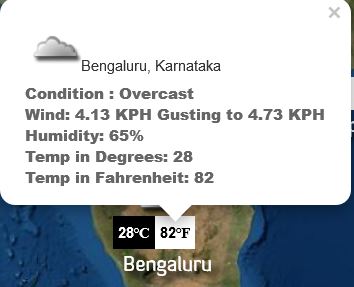 ×
Bengaluru, Karnataka
Condition : Overcast
Wind: 4.13 KPH Gusting to 4.73 KPH
Humidity: 65%
Temp in Degrees: 28
Temp in Fahrenheit: 82
28°C 82°F
Bengaluru